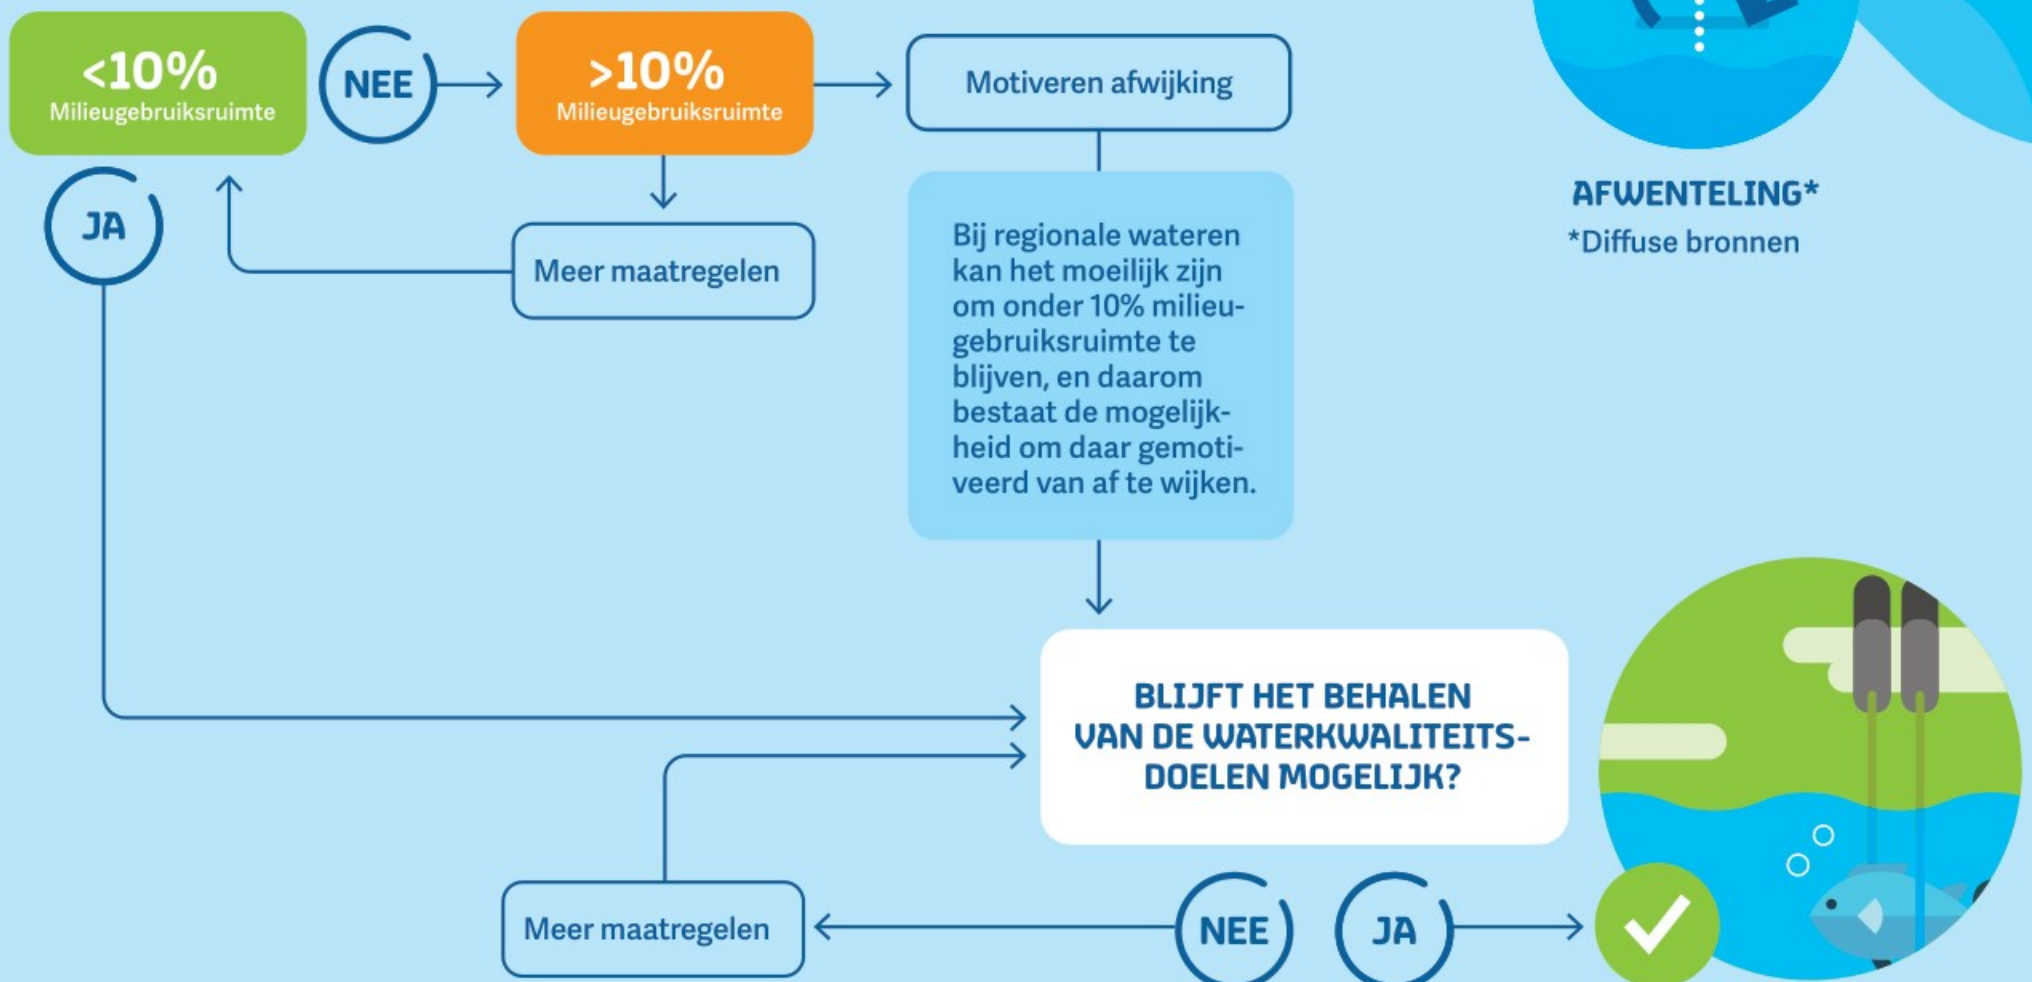 <10%
Milieugebruiksruimte
NEE
>10%
Milieugebruiksruimte
Motiveren afwijking
JA
Meer maatregelen
Bij regionale wateren
kan het moeilijk zijn
om onder 10% milieu-
gebruiksruimte te
blijven, en daarom
bestaat de mogelijk-
heid om daar gemoti-
veerd van af te wijken.
AFWENTELING*
*Diffuse bronnen
BLIJFT HET BEHALEN
VAN DE WATERKWALITEITS-
DOELEN MOGELIJK?
Meer maatregelen
NEE
JA